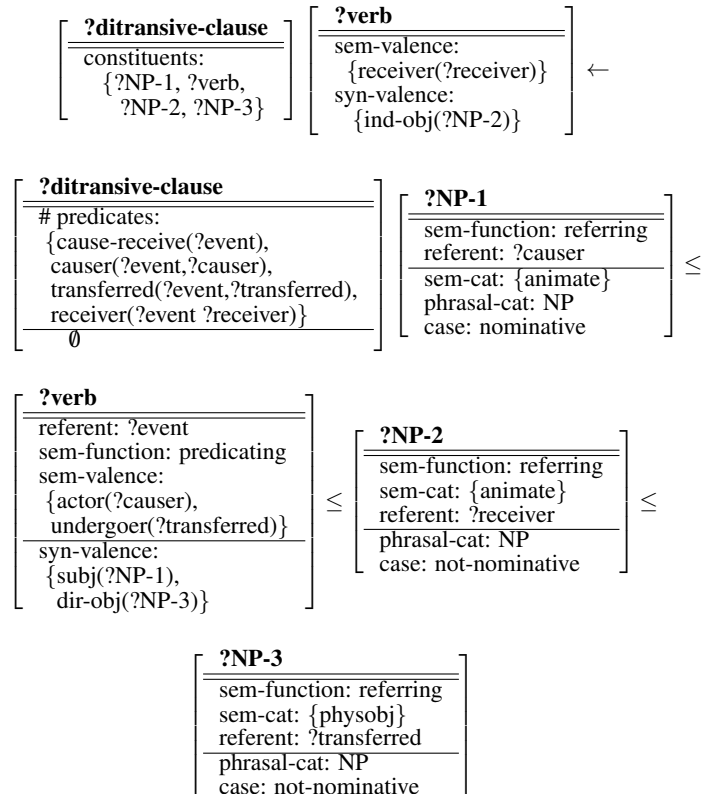 ?ditransive-clause
constituents:
{?NP-1, ?verb,
?NP-2, ?NP-3}
?verb
sem-valence:
{receiver(?receiver)}
syn-valence:
{ind-obj(?NP-2)}
←
?ditransive-clause
# predicates:
{cause-receive(?event),
causer(?event,?causer),
transferred(?event,?transferred),
receiver(?event ?receiver)}
∅
?NP-1
sem-function: referring
referent: ?causer
sem-cat: {animate}
phrasal-cat: NP
case: nominative
≤
?verb
referent: ?event
sem-function: predicating
sem-valence:
{actor(?causer),
undergoer(?transferred)}
syn-valence:
{subj(?NP-1),
dir-obj(?NP-3)}
≤
?NP-2
sem-function: referring
sem-cat: {animate}
referent: ?receiver
phrasal-cat: NP
case: not-nominative
≤
?NP-3
sem-function: referring
sem-cat: {physobj}
referent: ?transferred
phrasal-cat: NP
case: not-nominative